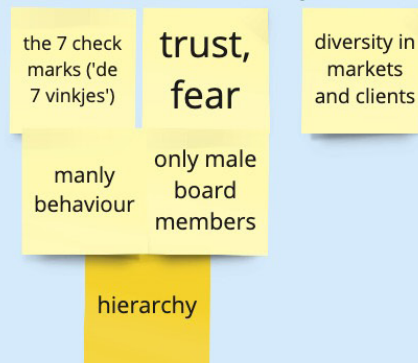 the 7 check
marks ('de
7 vinkjes')
trust,
fear
diversity in
markets
and clients
manly
behaviour
only male
board
members
hierarchy